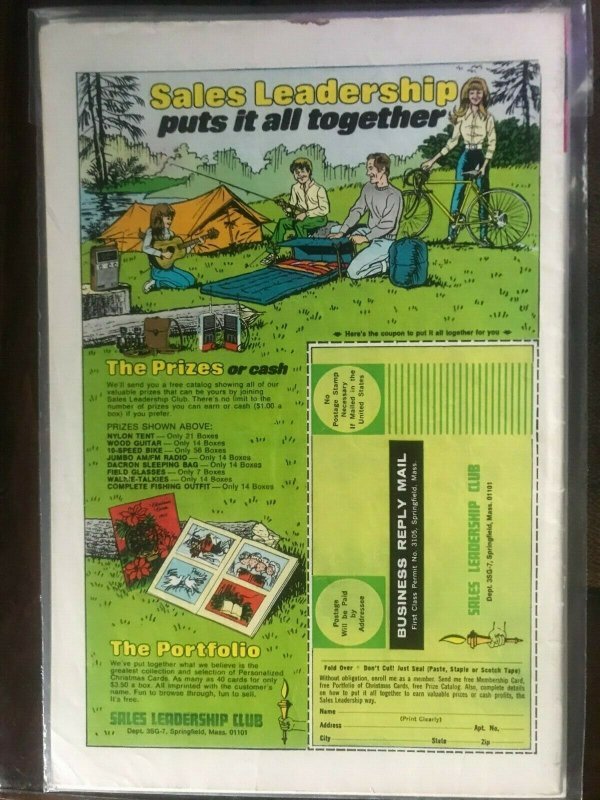 Sales Leadership
puts it all together
Here's the coupon to put it all together for you
The Prizes or cash
We'll send you a free catalog showing all of our
valuable prizes that can be yours by joining
Sales Leadership Club. There's no limit to the
number of prizes you can earn or cash ($1.00 a
box) if you prefer.
PRIZES SHOWN ABOVE:
NYLON TENT — Only 21 Boxes
WOOD GUITAR — Only 14 Boxes
10-SPEED BIKE — Only 56 Boxes
JUMBO AM/FM RADIO — Only 14 Boxes
DACRON SLEEPING BAG — Only 14 Boxes
FIELD GLASSES — Only 7 Boxes
WALKIE-TALKIES — Only 14 Boxes
COMPLETE FISHING OUTFIT — Only 14 Boxes
The Portfolio
We've put together what we believe is the
greatest collection and selection of Personalized
Christmas Cards. As many as 40 cards for only
$3.50 a box. All imprinted with the customer's
name. Fun to browse through, fun to sell.
It's free.
SALES LEADERSHIP CLUB
Dept. 3SG-7, Springfield, Mass. 01101
No
Postage Stamp
Necessary
If Mailed in the
United States
BUSINESS REPLY MAIL
First Class Permit No. 3105, Springfield, Mass.
Postage
Will be Paid
by
Addressee
SALES LEADERSHIP CLUB
Dept. 3SG-7, Springfield, Mass. 01101
Fold Over • Don't Cut! Just Seal (Paste, Staple or Scotch Tape)
Without obligation, enroll me as a member. Send me free Membership Card,
free Portfolio of Christmas Cards, free Prize Catalog. Also, complete details
on how to put it all together to earn valuable prizes or cash profits, the
Sales Leadership way.
Name
(Print Clearly)
Address Apt. No.
City State Zip